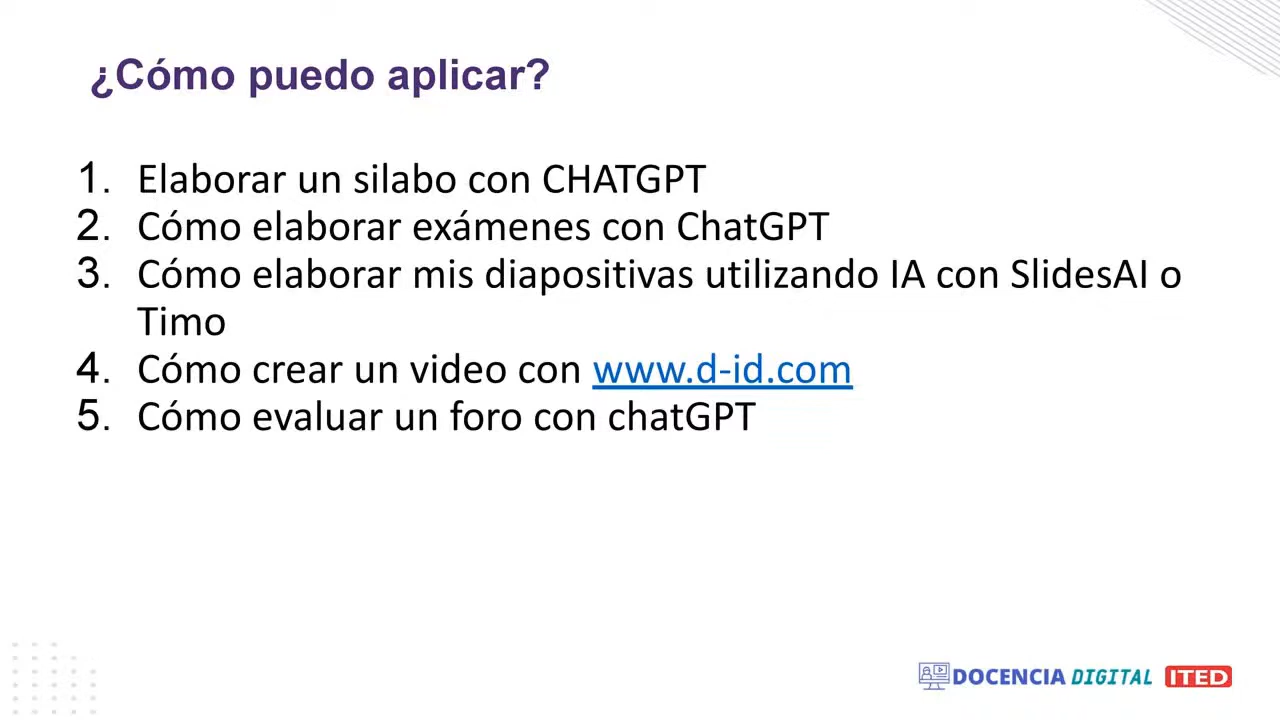 ¿Cómo puedo aplicar?
1. Elaborar un silabo con CHATGPT
2. Cómo elaborar exámenes con ChatGPT
3. Cómo elaborar mis diapositivas utilizando IA con SlidesAI o
Timo
4. Cómo crear un video con www.d-id.com
5. Cómo evaluar un foro con chatGPT
DOCENCIA DIGITAL ITED